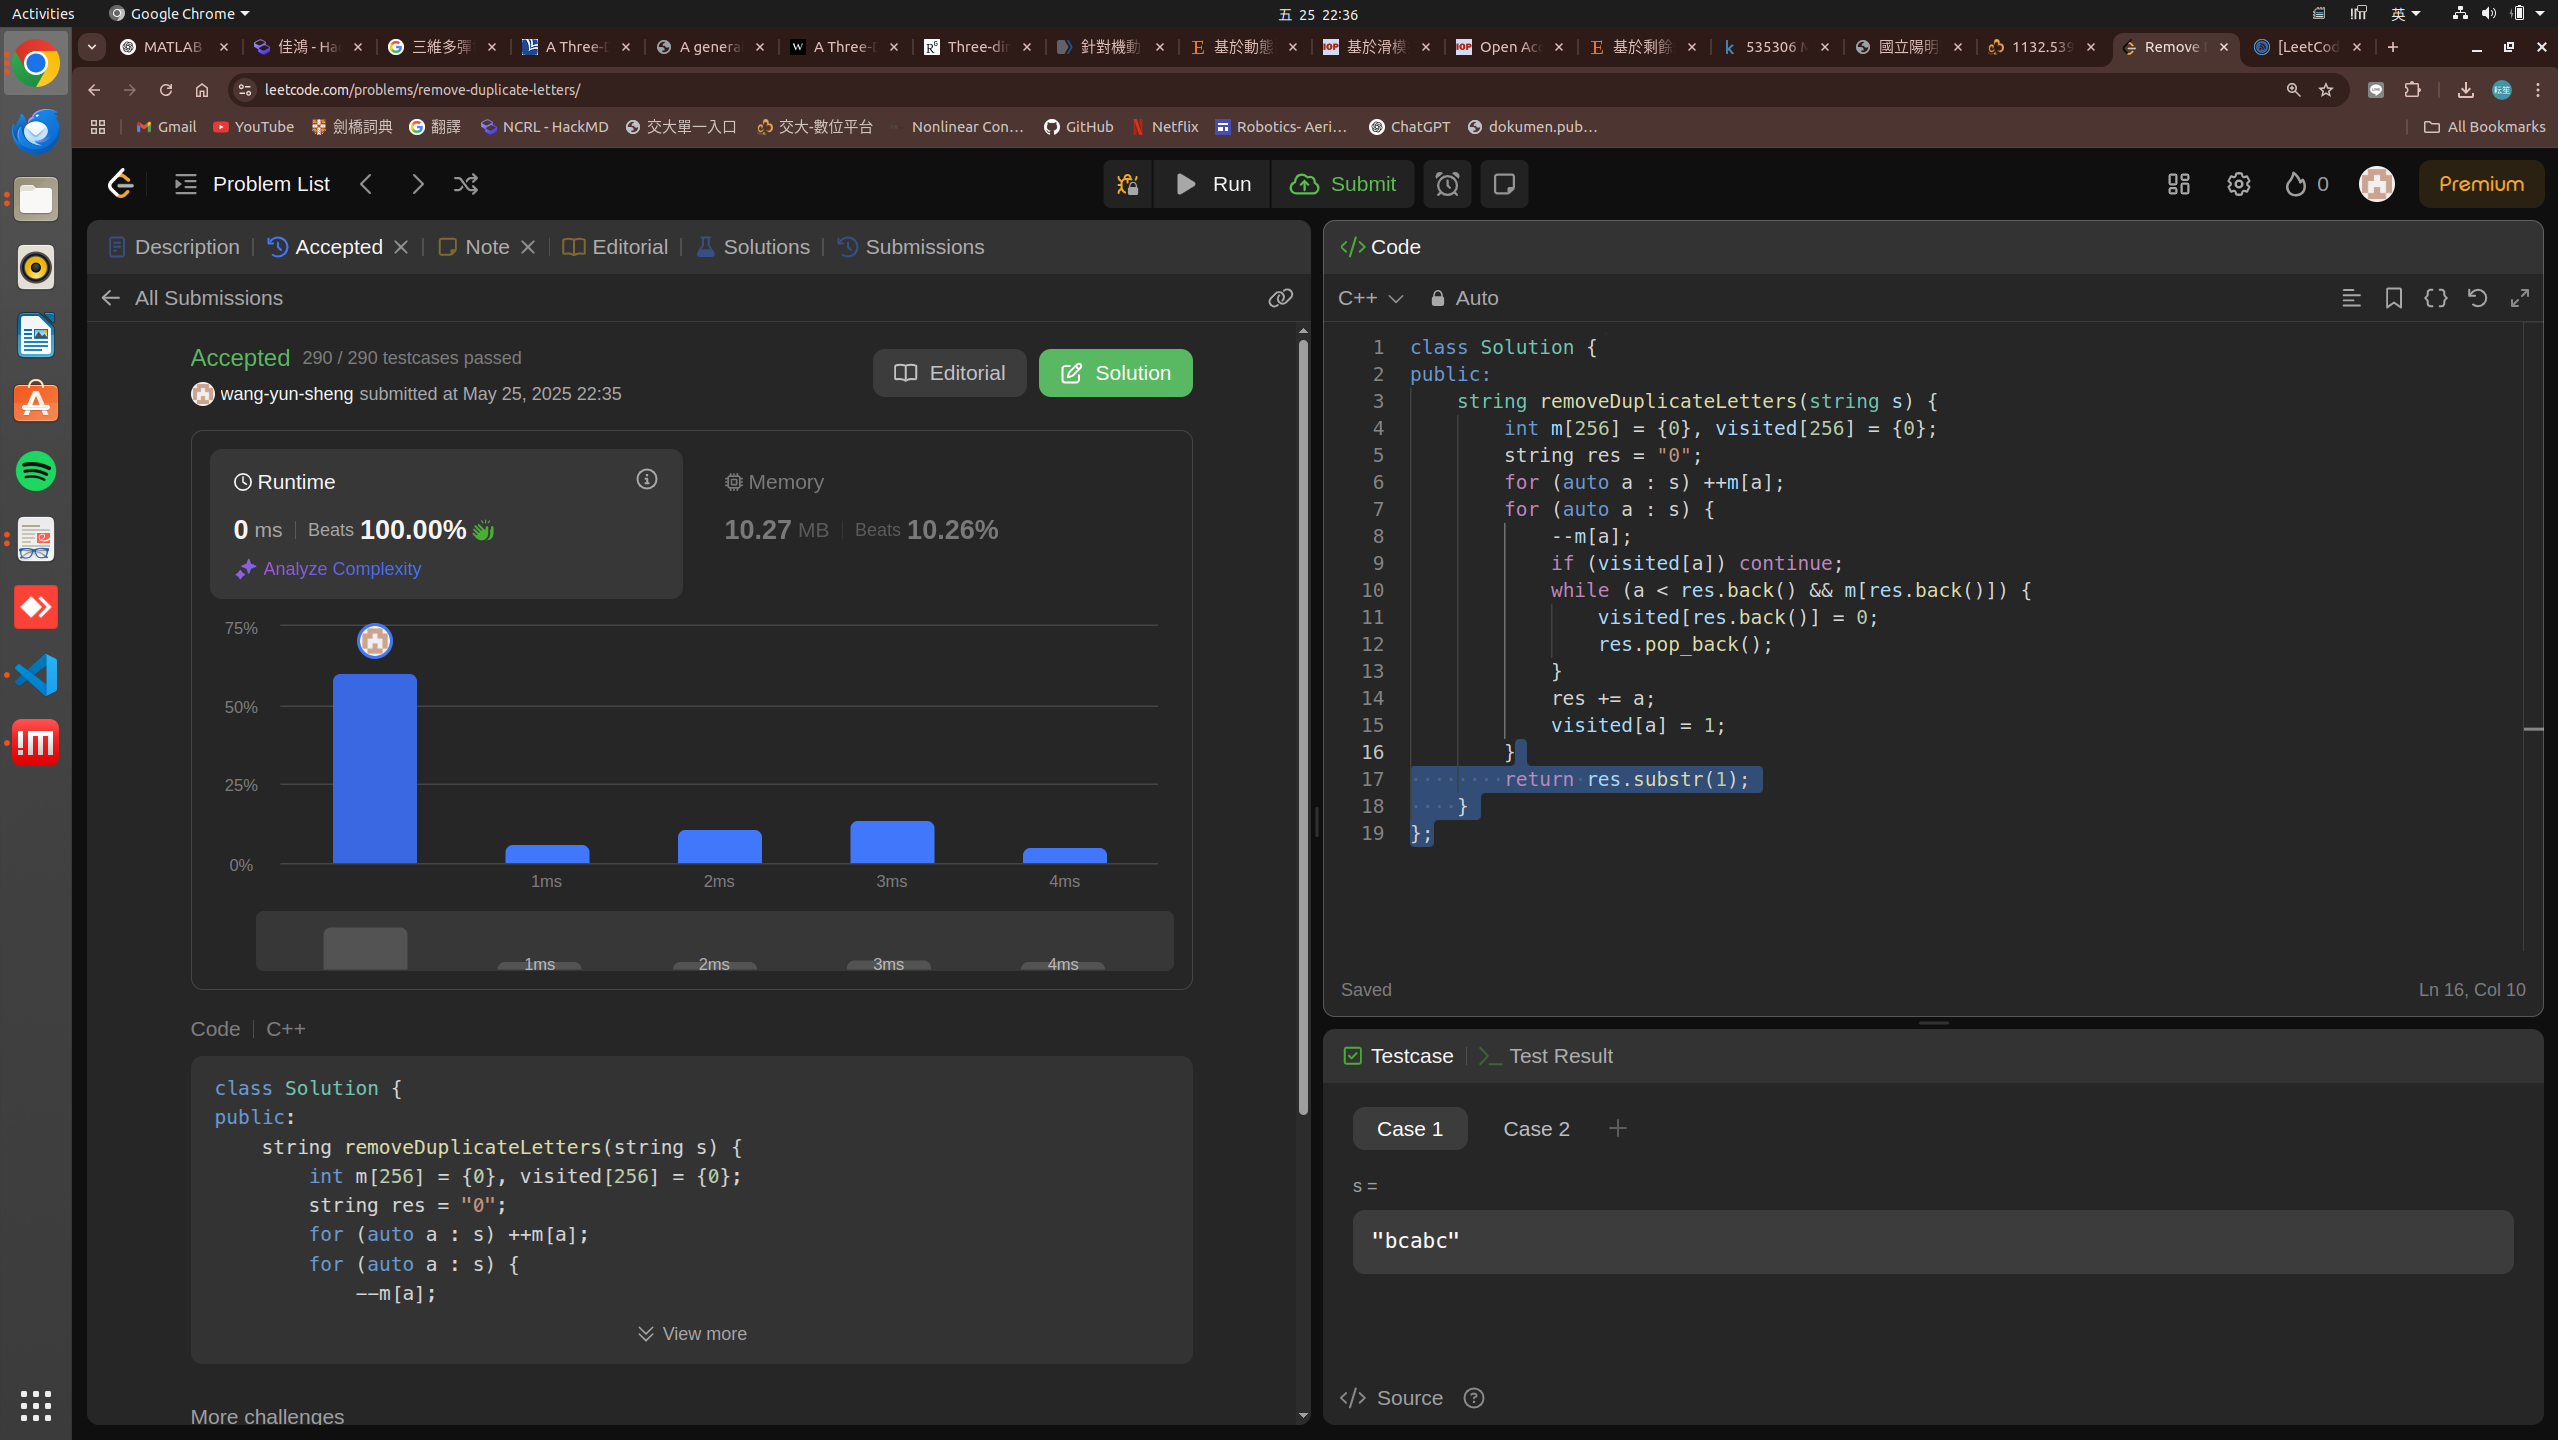 Activities
Google Chrome
五 25 22:36
英
MATLAB
佳鴻 - Ha
三維多彈
A Three-D
A genera
A Three-D
Three-dir
針對機動
基於動態
基於滑模
Open Acc
基於剩餘
535306
國立陽明
1132.539
Remove
[LeetCod
leetcode.com/problems/remove-duplicate-letters/
Gmail
YouTube
劍橋詞典
翻譯
NCRL - HackMD
交大單一入口
交大-數位平台
Nonlinear Con...
GitHub
Netflix
Robotics- Aeri...
ChatGPT
dokumen.pub...
All Bookmarks
Problem List
Run
Submit
0
Premium
Description
Accepted
Note
Editorial
Solutions
Submissions
All Submissions
Accepted 290 / 290 testcases passed
wang-yun-sheng submitted at May 25, 2025 22:35
Editorial
Solution
Runtime
0 ms Beats 100.00%
Analyze Complexity
Memory
10.27 MB Beats 10.26%
75%
50%
25%
0%
1ms 2ms 3ms 4ms
1ms 2ms 3ms 4ms
Code C++
class Solution {
public:
    string removeDuplicateLetters(string s) {
        int m[256] = {0}, visited[256] = {0};
        string res = "0";
        for (auto a : s) ++m[a];
        for (auto a : s) {
            --m[a];
View more
More challenges
Code
C++
Auto
1 class Solution {
2 public:
3     string removeDuplicateLetters(string s) {
4         int m[256] = {0}, visited[256] = {0};
5         string res = "0";
6         for (auto a : s) ++m[a];
7         for (auto a : s) {
8             --m[a];
9             if (visited[a]) continue;
10             while (a < res.back() && m[res.back()]) {
11                 visited[res.back()] = 0;
12                 res.pop_back();
13             }
14             res += a;
15             visited[a] = 1;
16         }
17         return res.substr(1);
18     }
19 };
Saved
Ln 16, Col 10
Testcase
Test Result
Case 1
Case 2
s =
"bcabc"
Source